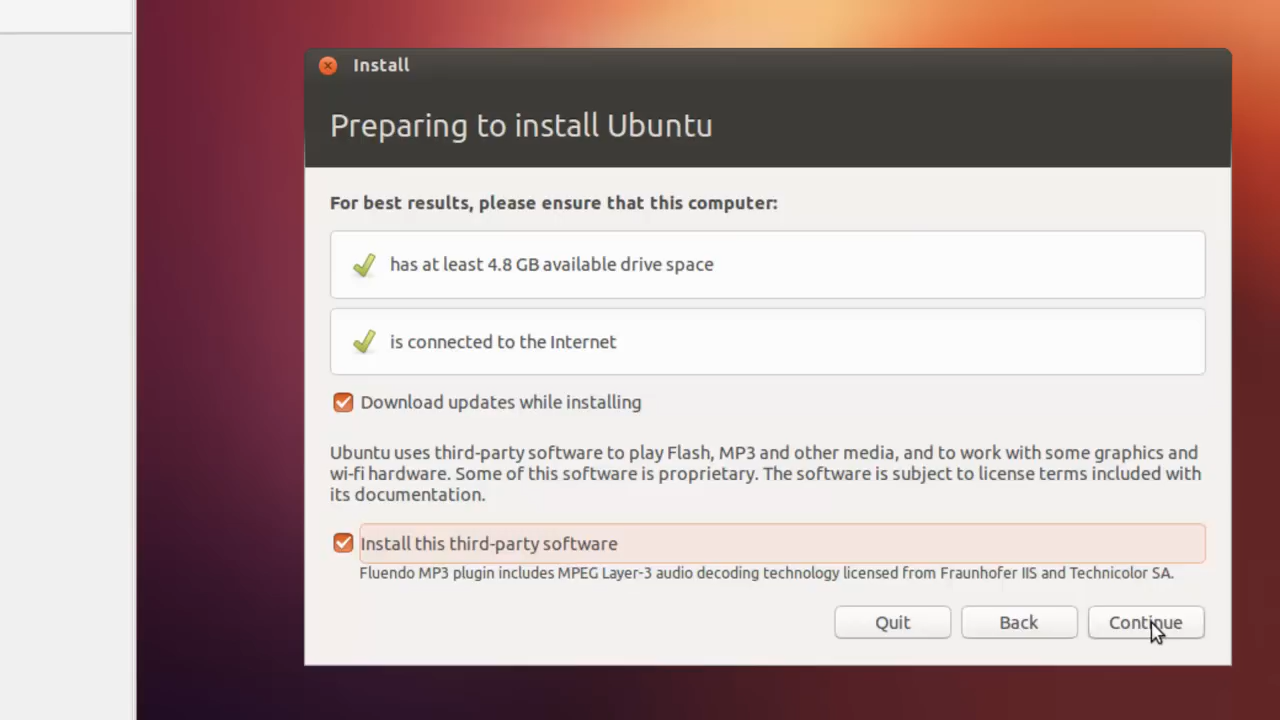 Install
Preparing to install Ubuntu
For best results, please ensure that this computer:
has at least 4.8 GB available drive space
is connected to the Internet
Download updates while installing
Ubuntu uses third-party software to play Flash, MP3 and other media, and to work with some graphics and
wi-fi hardware. Some of this software is proprietary. The software is subject to license terms included with
its documentation.
Install this third-party software
Fluendo MP3 plugin includes MPEG Layer-3 audio decoding technology licensed from Fraunhofer IIS and Technicolor SA.
Quit Back Continue